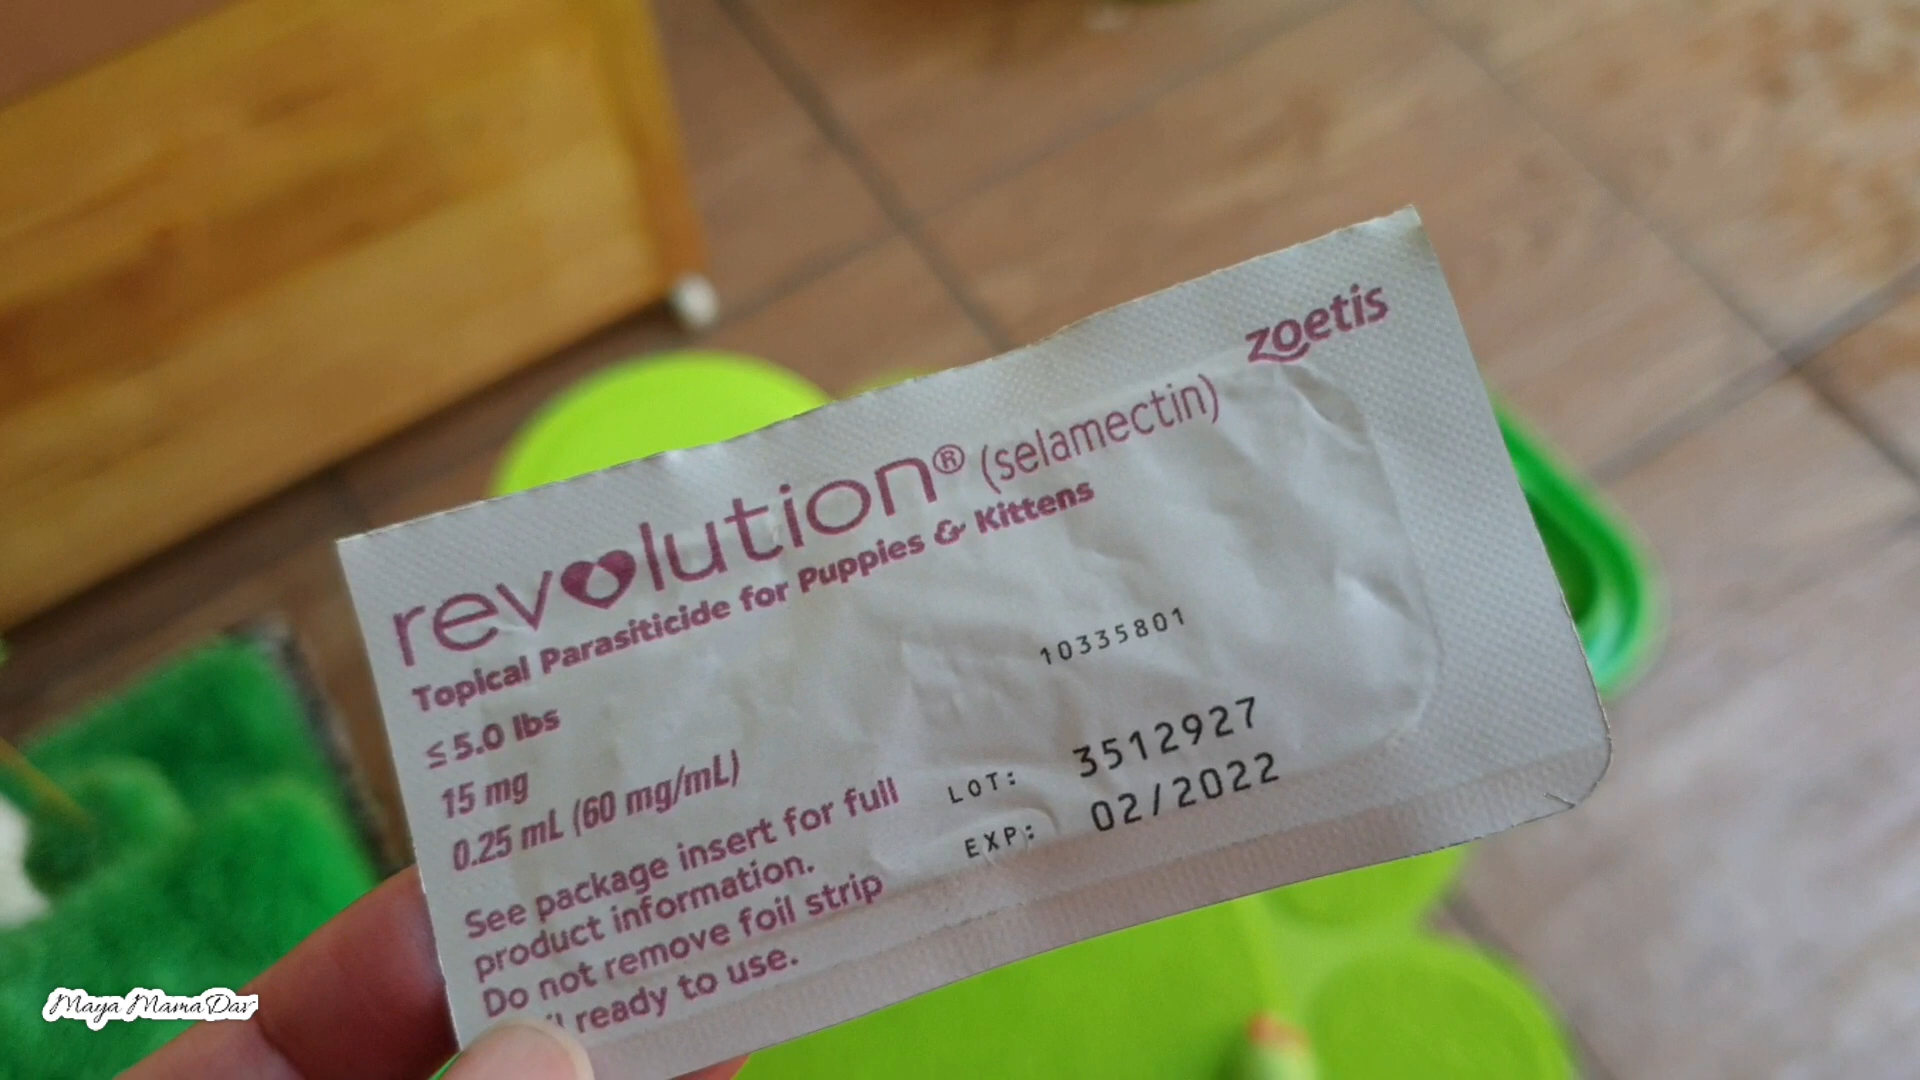 zoetis
revolution® (selamectin)
Topical Parasiticide for Puppies & Kittens
≤ 5.0 lbs
15 mg
0.25 mL (60 mg/mL)
See package insert for full
product information.
Do not remove foil strip
ready to use.
10335801
LOT: 3512927
EXP: 02/2022
Maya MamaDav